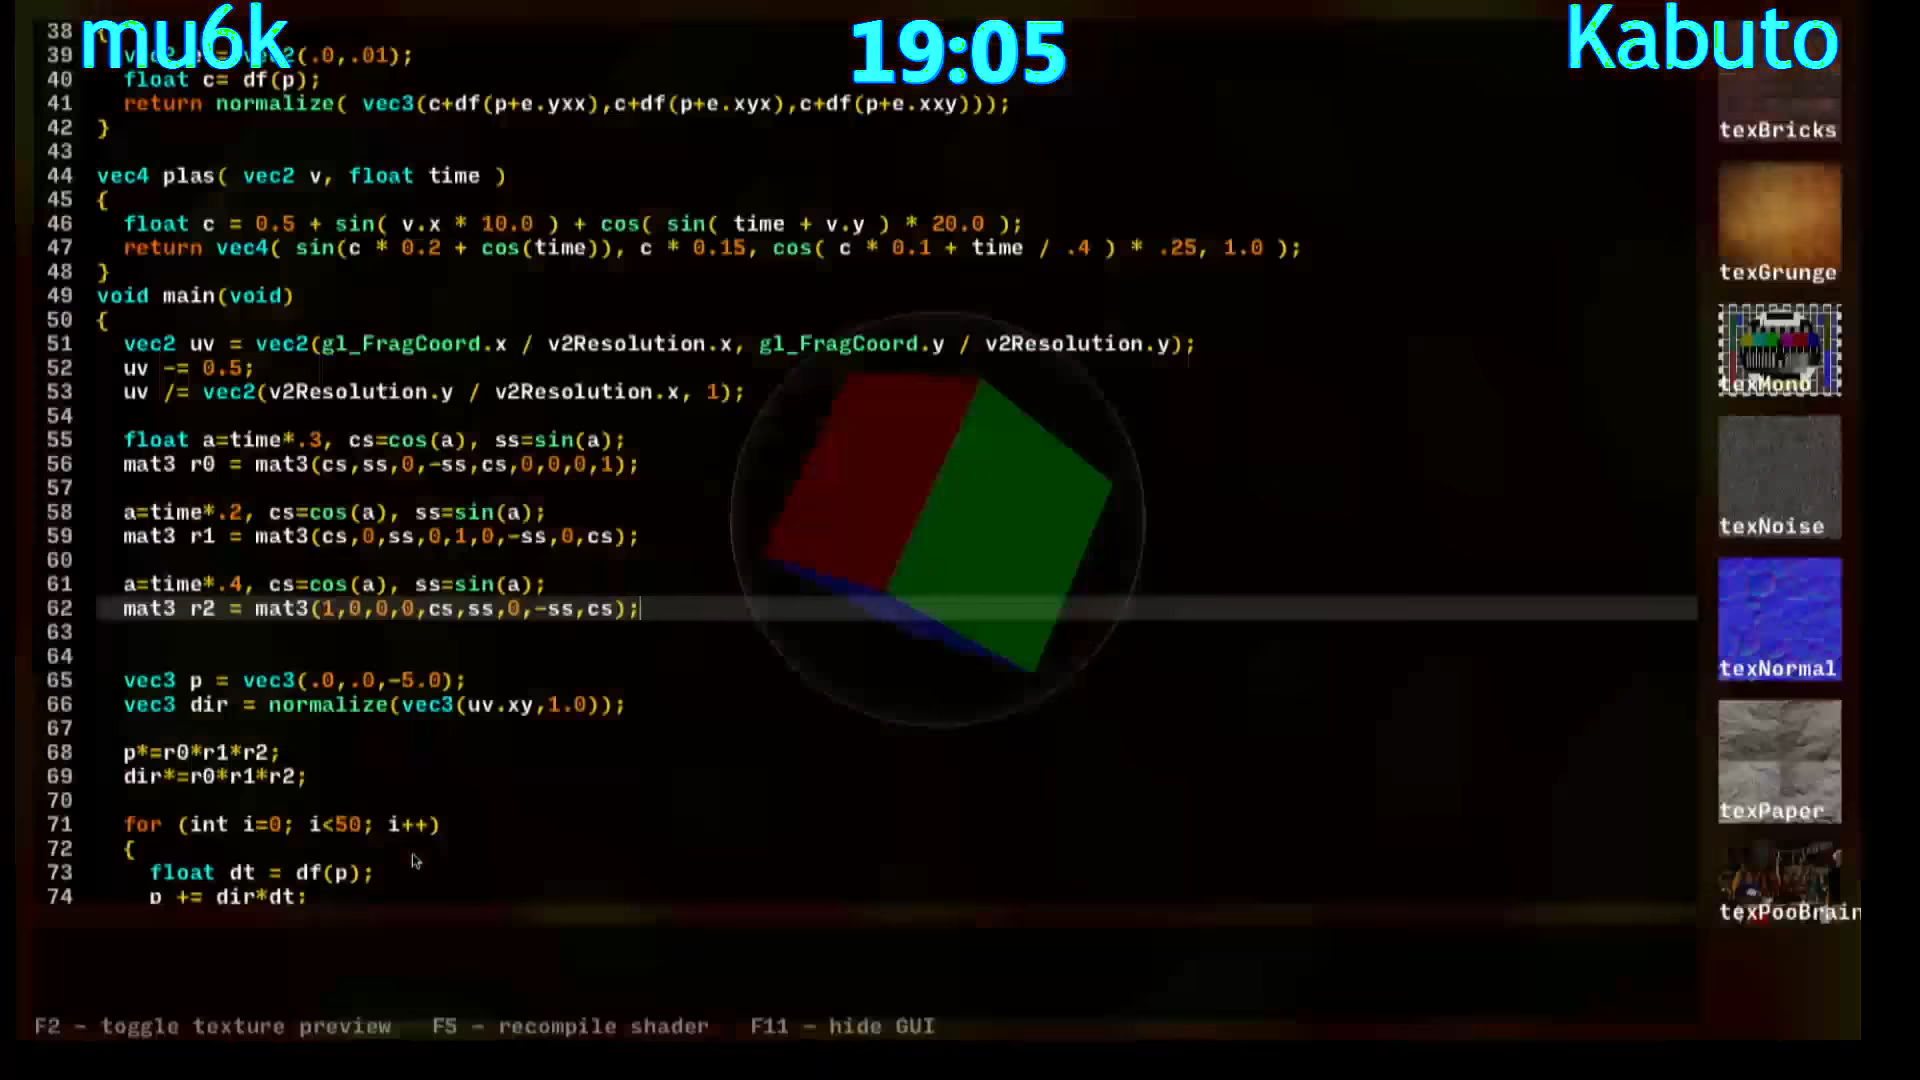 mu6k
19:05
Kabuto
38 {
39 vec2 e = vec2(.0,.01);
40 float c= df(p);
41 return normalize( vec3(c+df(p+e.yxx),c+df(p+e.xyx),c+df(p+e.xxy)));
42 }
43
44 vec4 plas( vec2 v, float time )
45 {
46 float c = 0.5 + sin( v.x * 10.0 ) + cos( sin( time + v.y ) * 20.0 );
47 return vec4( sin(c * 0.2 + cos(time)), c * 0.15, cos( c * 0.1 + time / .4 ) * .25, 1.0 );
48 }
49 void main(void)
50 {
51 vec2 uv = vec2(gl_FragCoord.x / v2Resolution.x, gl_FragCoord.y / v2Resolution.y);
52 uv -= 0.5;
53 uv /= vec2(v2Resolution.y / v2Resolution.x, 1);
54
55 float a=time*.3, cs=cos(a), ss=sin(a);
56 mat3 r0 = mat3(cs,ss,0,-ss,cs,0,0,0,1);
57
58 a=time*.2, cs=cos(a), ss=sin(a);
59 mat3 r1 = mat3(cs,0,ss,0,1,0,-ss,0,cs);
60
61 a=time*.4, cs=cos(a), ss=sin(a);
62 mat3 r2 = mat3(1,0,0,0,cs,ss,0,-ss,cs);
63
64
65 vec3 p = vec3(.0,.0,-5.0);
66 vec3 dir = normalize(vec3(uv.xy,1.0));
67
68 p*=r0*r1*r2;
69 dir*=r0*r1*r2;
70
71 for (int i=0; i<50; i++)
72 {
73 float dt = df(p);
74 p += dir*dt;
texBricks
texGrunge
texMono
texNoise
texNormal
texPaper
texPooBrain
F2 - toggle texture preview F5 - recompile shader F11 - hide GUI